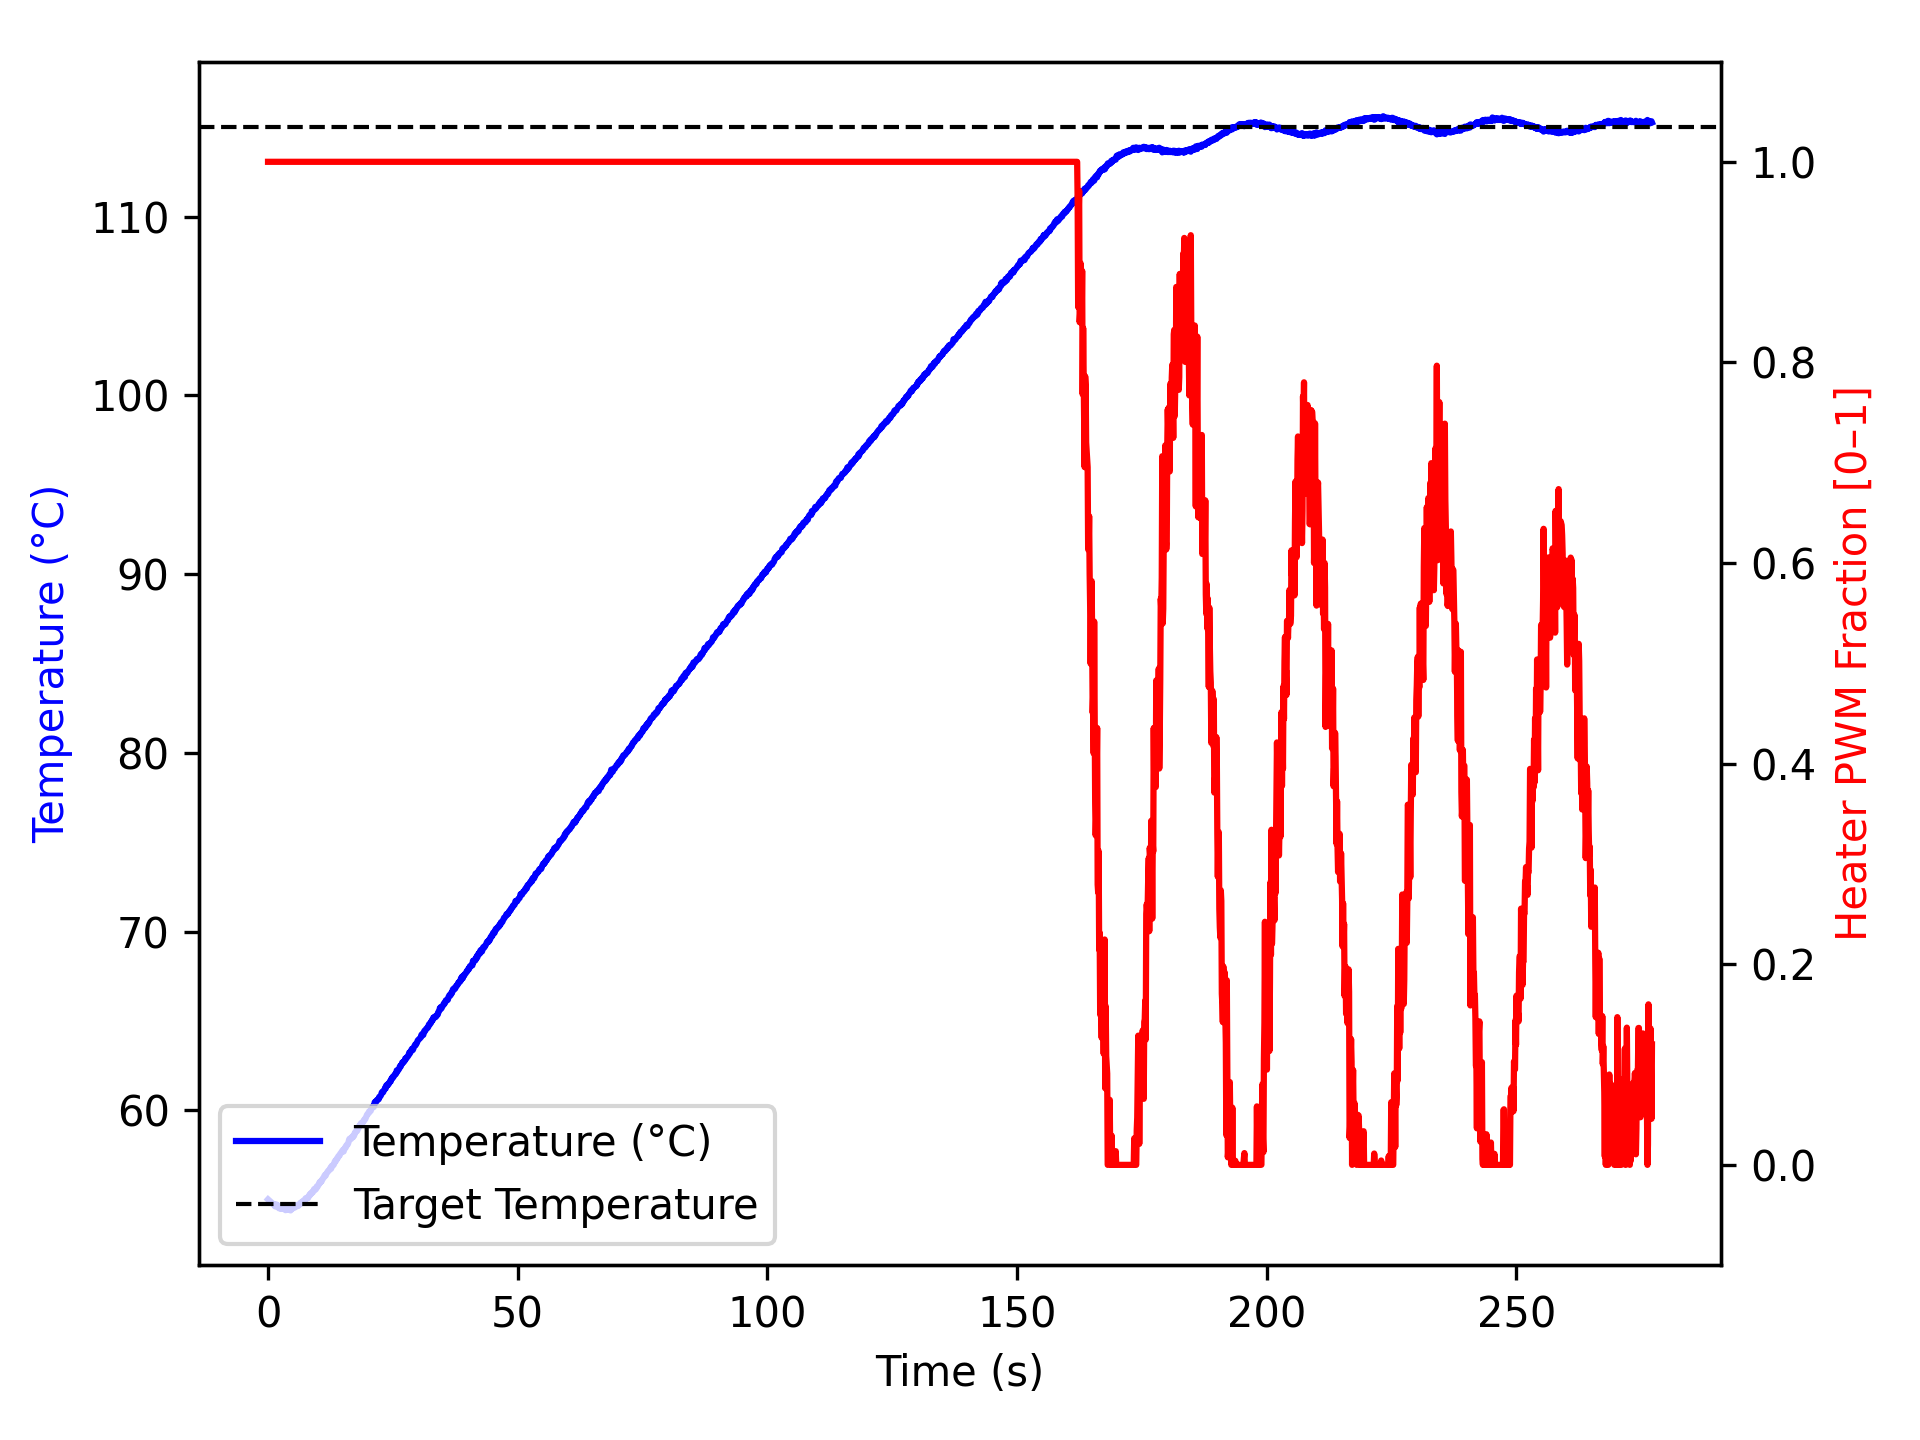 110
100
90
80
70
60
Temperature (°C)
1.0
0.8
0.6
0.4
0.2
0.0
Heater PWM Fraction [0–1]
Temperature (°C)
Target Temperature
0 50 100 150 200 250
Time (s)